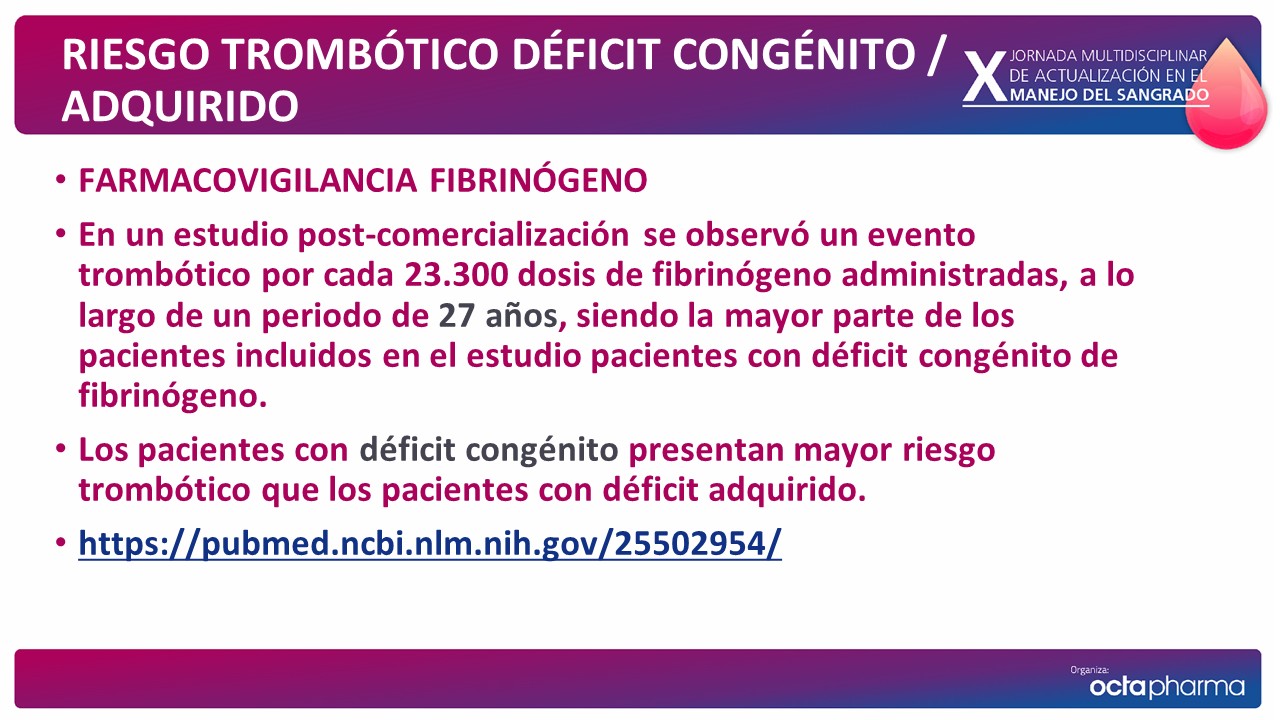 RIESGO TROMBÓTICO DÉFICIT CONGÉNITO /
ADQUIRIDO
X JORNADA MULTIDISCIPLINAR
DE ACTUALIZACIÓN EN EL
MANEJO DEL SANGRADO
• FARMACOVIGILANCIA FIBRINÓGENO
• En un estudio post-comercialización se observó un evento
trombótico por cada 23.300 dosis de fibrinógeno administradas, a lo
largo de un periodo de 27 años, siendo la mayor parte de los
pacientes incluidos en el estudio pacientes con déficit congénito de
fibrinógeno.
• Los pacientes con déficit congénito presentan mayor riesgo
trombótico que los pacientes con déficit adquirido.
• https://pubmed.ncbi.nlm.nih.gov/25502954/
Organiza:
octapharma